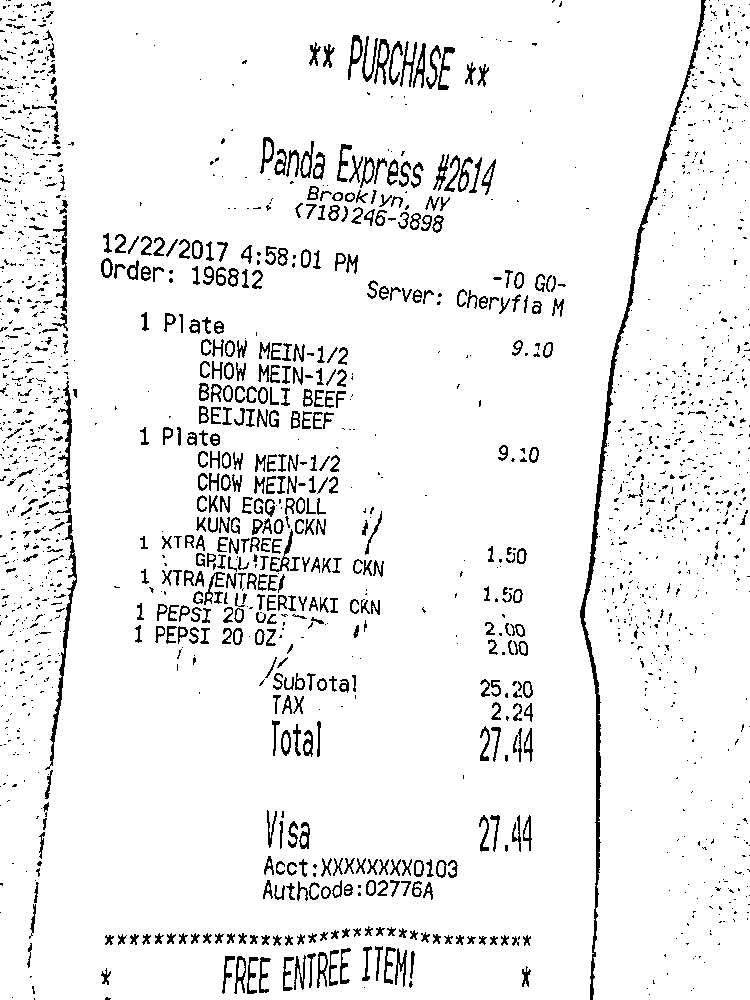 ** PURCHASE **
Panda Express #2614
Brooklyn, NY
(718)246-3898
12/22/2017 4:58:01 PM
-TO GO-
Order: 196812
Server: Cheryfia M
1 Plate 9.10
CHOW MEIN-1/2
CHOW MEIN-1/2
BROCCOLI BEEF
BEIJING BEEF
1 Plate 9.10
CHOW MEIN-1/2
CHOW MEIN-1/2
CKN EGG ROLL
KUNG PAO CKN
1 XTRA ENTREE 1.50
GRILL TERIYAKI CKN
1 XTRA ENTREE 1.50
GRILL TERIYAKI CKN
1 PEPSI 20 OZ 2.00
1 PEPSI 20 OZ 2.00
SubTotal 25.20
TAX 2.24
Total 27.44
Visa 27.44
Acct:XXXXXXXX0103
AuthCode:02776A
***********************************
* FREE ENTREE ITEM! *